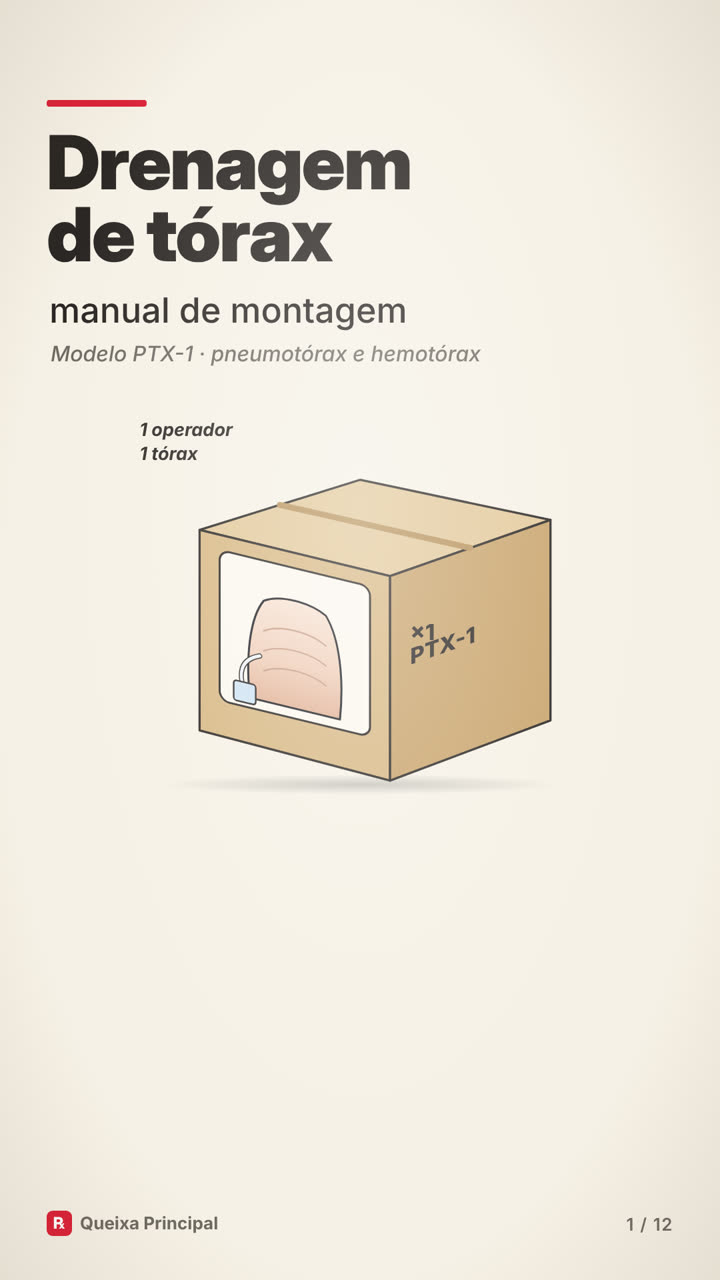 Drenagem
de tórax
manual de montagem
Modelo PTX-1 · pneumotórax e hemotórax
1 operador
1 tórax
×1
PTX-1
℞ Queixa Principal
1 / 12